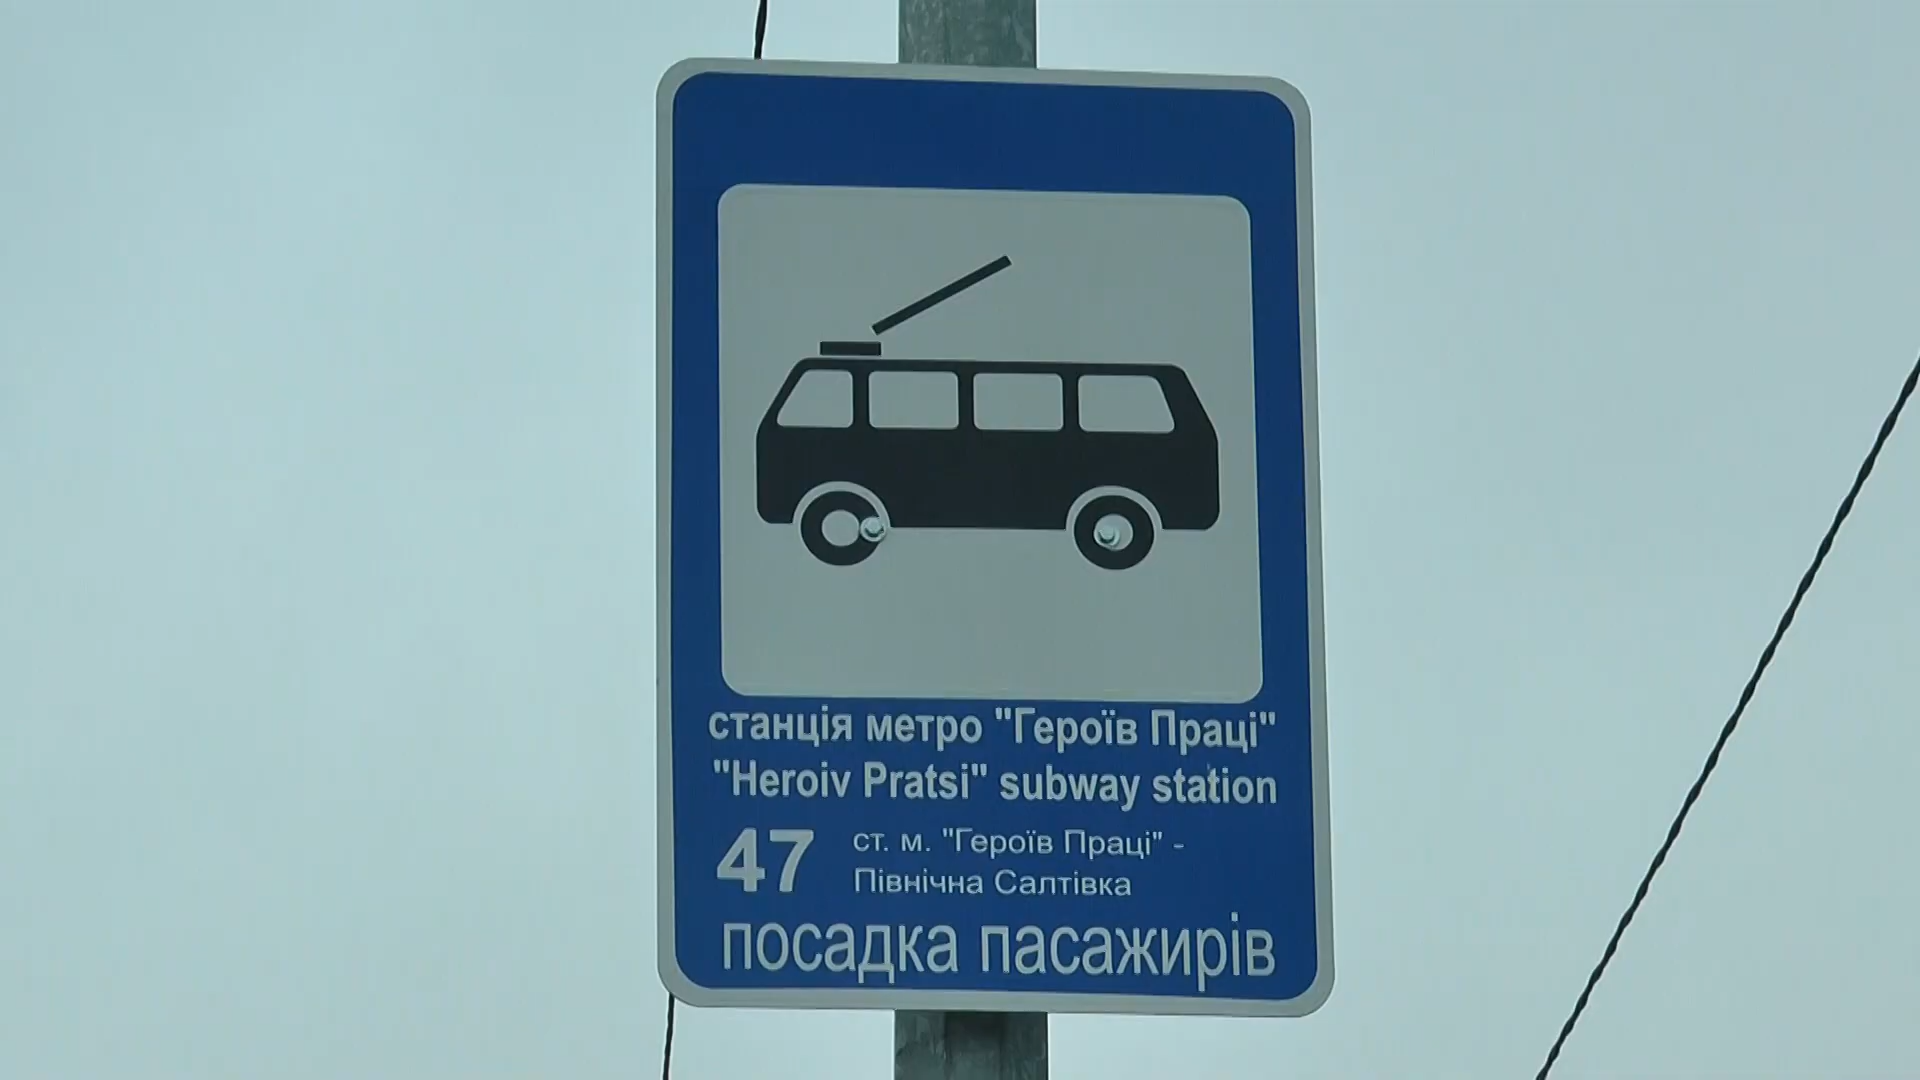 станція метро "Героїв Праці"
"Heroiv Pratsi" subway station
47 ст. м. "Героїв Праці" -
Північна Салтівка
посадка пасажирів